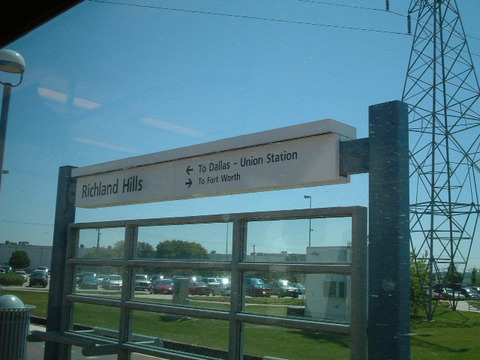 Richland Hills
← To Dallas - Union Station
→ To Fort Worth